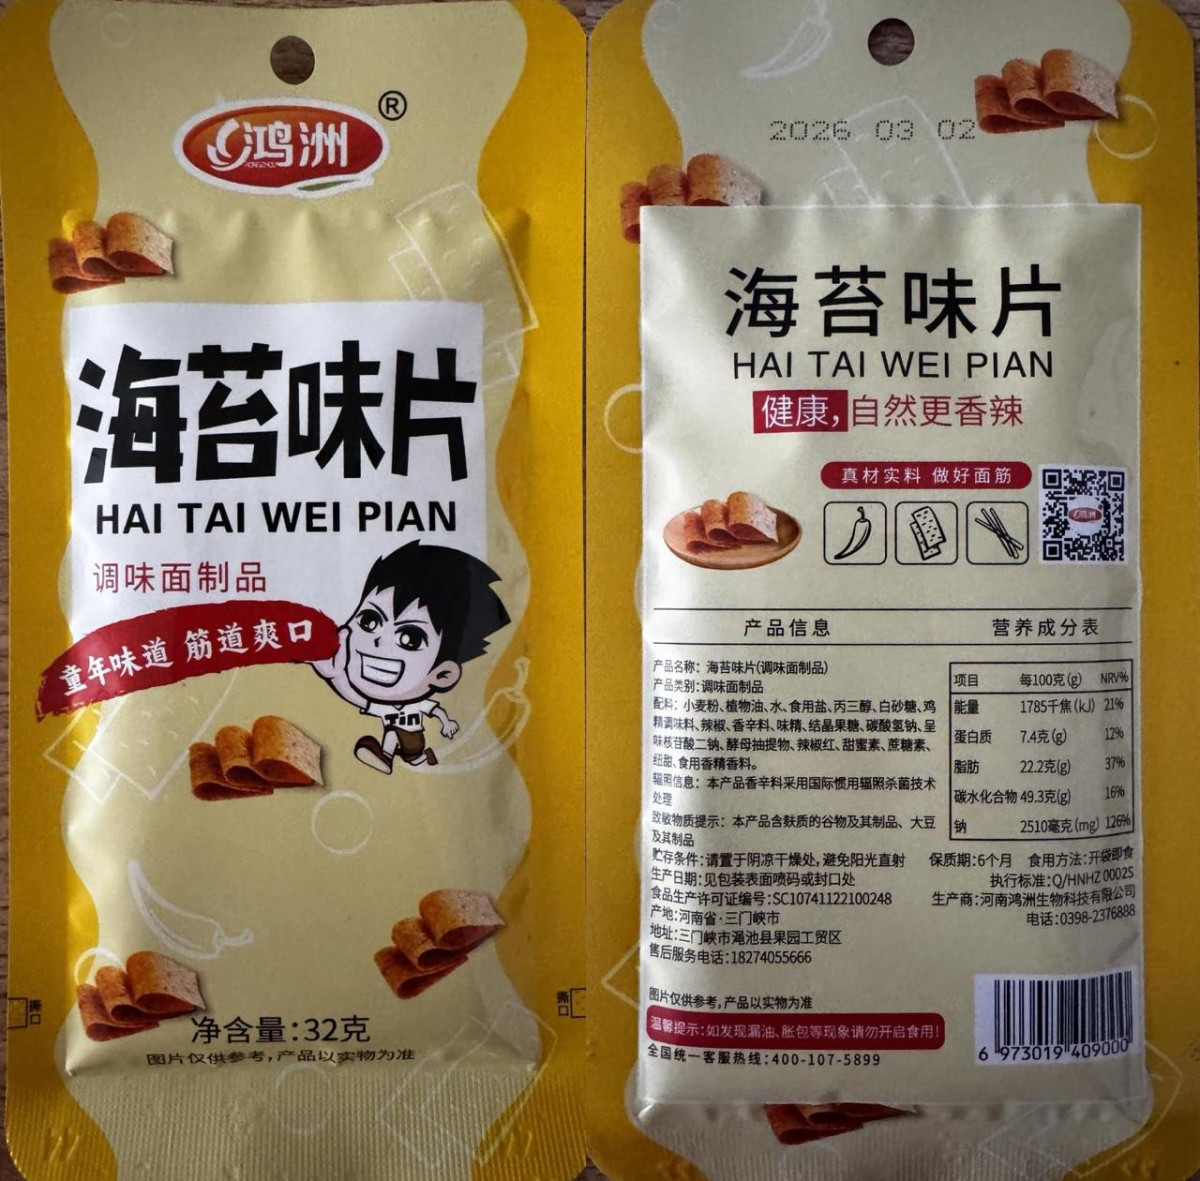 鸿洲
®
海苔味片
HAI TAI WEI PIAN
调味面制品
童年味道 筋道爽口
Tin
撕口
撕口
净含量:32克
图片仅供参考,产品以实物为准
2026 03 02
海苔味片
HAI TAI WEI PIAN
健康,自然更香辣
真材实料 做好面筋
鸿洲
产品信息
产品名称: 海苔味片(调味面制品)
产品类别:调味面制品
配料: 小麦粉、植物油、水、食用盐、丙三醇、白砂糖、鸡
精调味料、辣椒、香辛料、味精、结晶果糖、碳酸氢钠、呈
味核苷酸二钠、酵母抽提物、辣椒红、甜蜜素、蔗糖素、
纽甜、食用香精香料。
辐照信息: 本产品香辛料采用国际惯用辐照杀菌技术
处理
致敏物质提示: 本产品含麸质的谷物及其制品、大豆
及其制品
贮存条件:请置于阴凉干燥处,避免阳光直射
生产日期:见包装表面喷码或封口处
食品生产许可证编号:SC10741122100248
产地:河南省·三门峡市
地址:三门峡市渑池县果园工贸区
售后服务电话:18274055666
营养成分表
项目 每100克(g) NRV%
能量 1785千焦(kJ) 21%
蛋白质 7.4克(g) 12%
脂肪 22.2克(g) 37%
碳水化合物 49.3克(g) 16%
钠 2510毫克(mg) 126%
保质期:6个月 食用方法:开袋即食
执行标准:Q/HNHZ 0002S
生产商:河南鸿洲生物科技有限公司
电话:0398-2376888
图片仅供参考,产品以实物为准
温馨提示:如发现漏油、胀包等现象请勿开启食用!
全国统一客服热线:400-107-5899
6 973019 409000